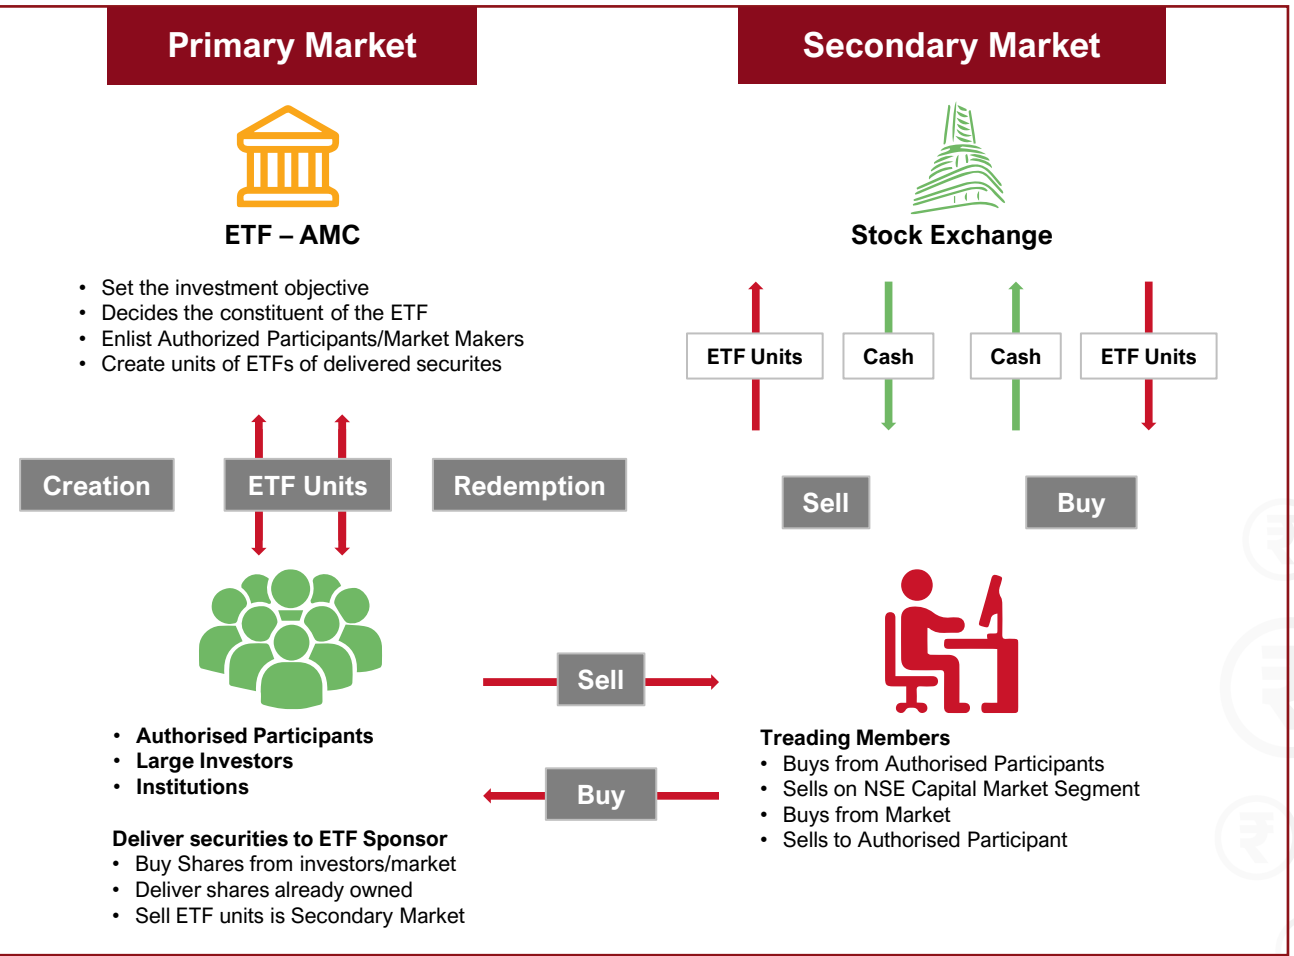 Primary Market
ETF – AMC
• Set the investment objective
• Decides the constituent of the ETF
• Enlist Authorized Participants/Market Makers
• Create units of ETFs of delivered securites
Creation
ETF Units
Redemption
• Authorised Participants
• Large Investors
• Institutions
Deliver securities to ETF Sponsor
• Buy Shares from investors/market
• Deliver shares already owned
• Sell ETF units is Secondary Market
Sell
Buy
Secondary Market
Stock Exchange
ETF Units
Cash
Cash
ETF Units
Sell
Buy
Treading Members
• Buys from Authorised Participants
• Sells on NSE Capital Market Segment
• Buys from Market
• Sells to Authorised Participant